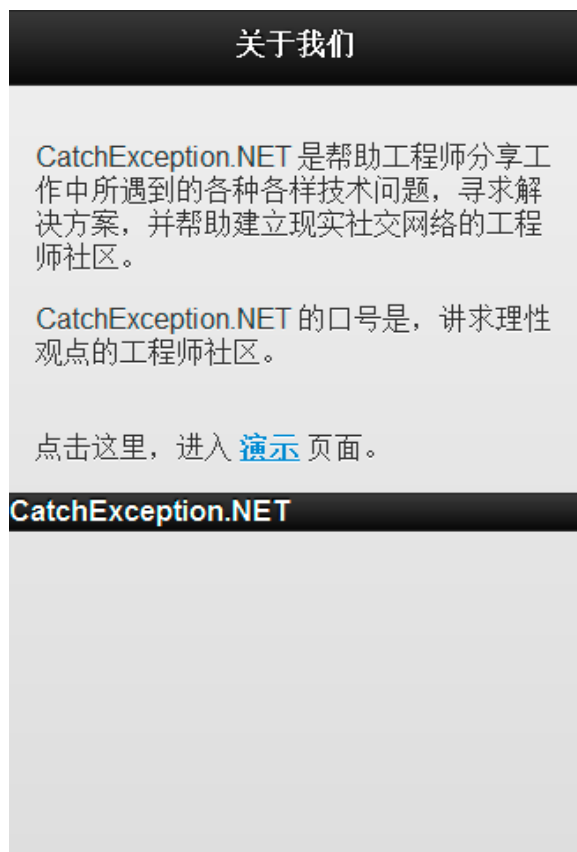 关于我们
CatchException.NET 是帮助工程师分享工
作中所遇到的各种各样技术问题，寻求解
决方案，并帮助建立现实社交网络的工程
师社区。
CatchException.NET 的口号是，讲求理性
观点的工程师社区。
点击这里，进入 演示 页面。
CatchException.NET